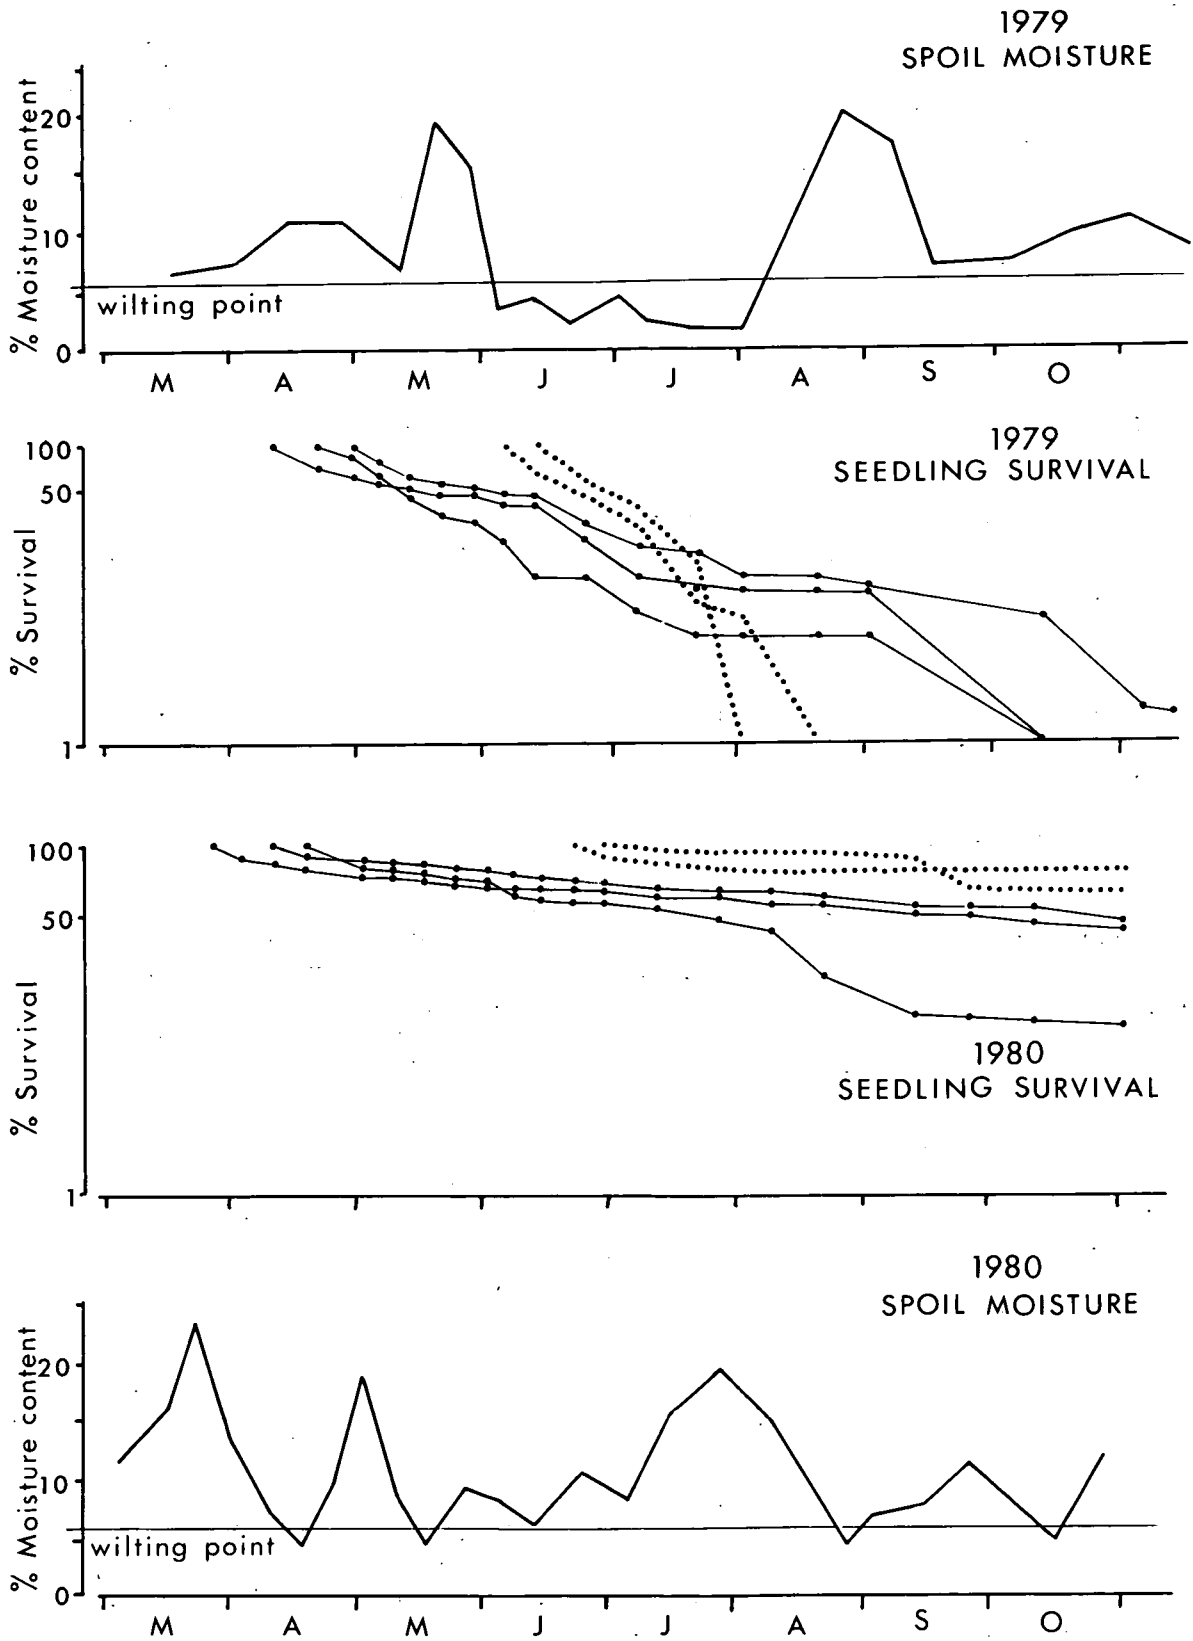 1979
SPOIL MOISTURE
% Moisture content
20
10
0
wilting point
M A M J J A S O
1979
SEEDLING SURVIVAL
% Survival
100
50
1
1980
SEEDLING SURVIVAL
% Survival
100
50
1
1980
SPOIL MOISTURE
% Moisture content
20
10
0
wilting point
M A M J J A S O